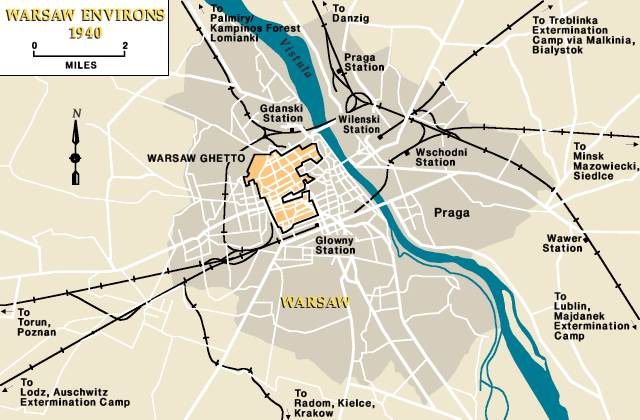 WARSAW ENVIRONS
1940
0 2
MILES
To
Palmiry/
Kampinos Forest
Lomianki
To
Danzig
To Treblinka
Extermination
Camp via Malkinia,
Bialystok
Vistula
Praga
Station
N
Gdanski
Station
Wilenski
Station
WARSAW GHETTO
Wschodni
Station
To
Minsk
Mazowiecki,
Siedlce
Praga
Glowny
Station
Wawer
Station
WARSAW
To
Torun,
Poznan
To
Lublin,
Majdanek
Extermination
Camp
To
Lodz, Auschwitz
Extermination Camp
To
Radom, Kielce,
Krakow